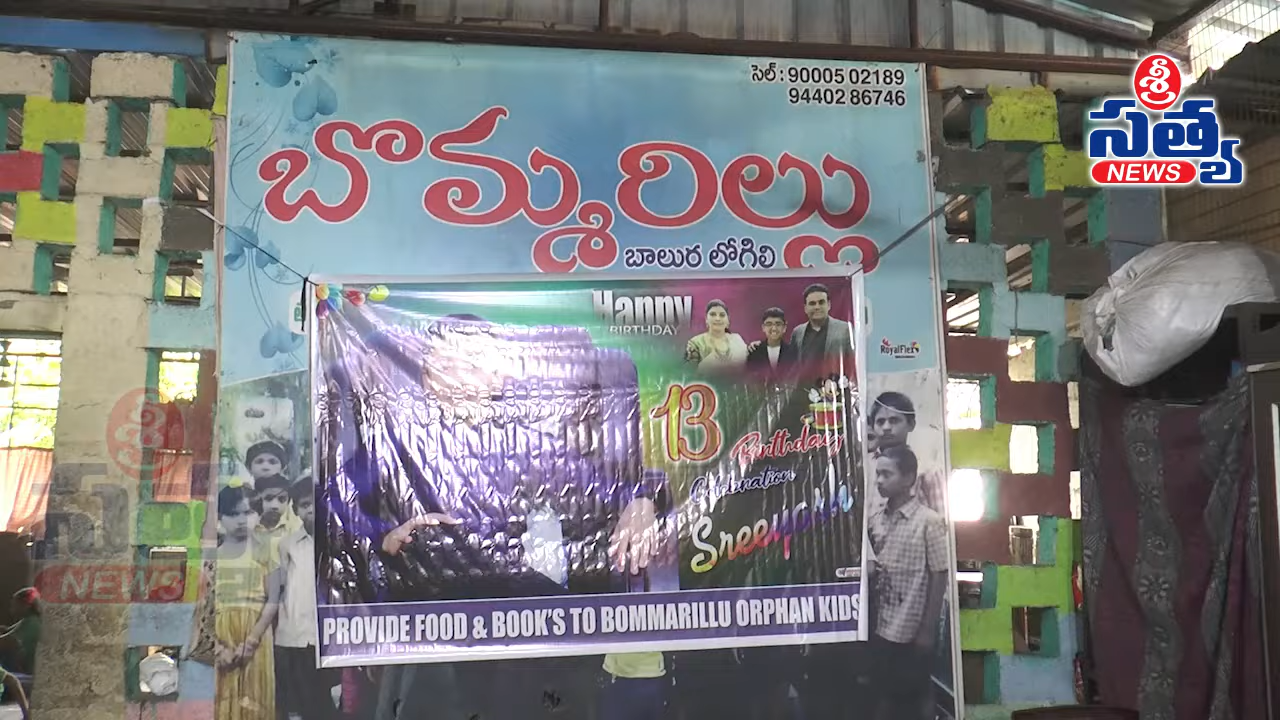 సెల్ : 90005 02189
94402 86746
శ్రీ
సత్య
NEWS
బొమ్మరిల్లు
బాలుర లోగిలి
Happy
BIRTHDAY
RoyalFlex
13
Birthday
Celebration
PROVIDE FOOD & BOOK'S TO BOMMARILLU ORPHAN KIDS
శ్రీ
NEWS